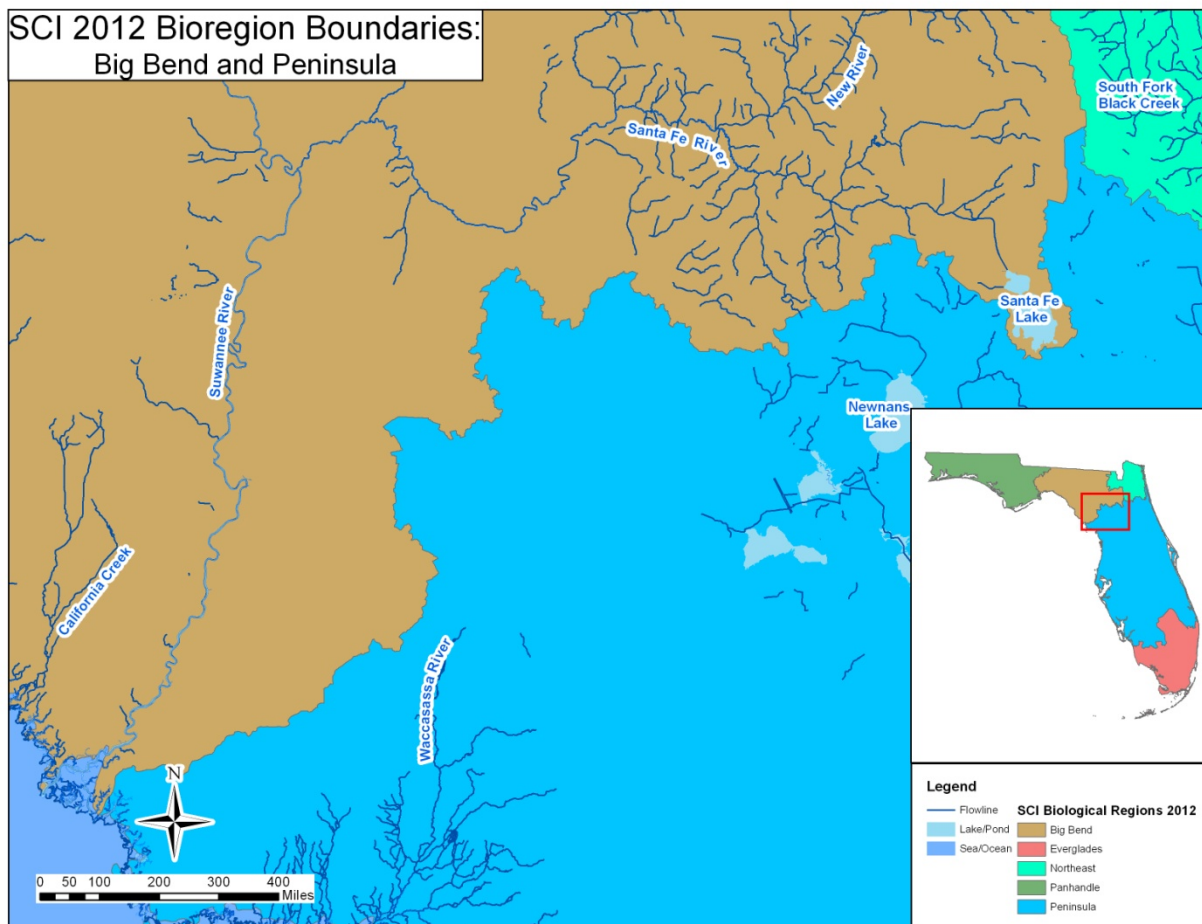 SCI 2012 Bioregion Boundaries:
Big Bend and Peninsula
New River
South Fork
Black Creek
Santa Fe River
Suwannee River
Santa Fe
Lake
Newnans
Lake
California Creek
Waccasassa River
N
0 50 100 200 300 400
Miles
Legend
Flowline
Lake/Pond
Sea/Ocean
SCI Biological Regions 2012
Big Bend
Everglades
Northeast
Panhandle
Peninsula